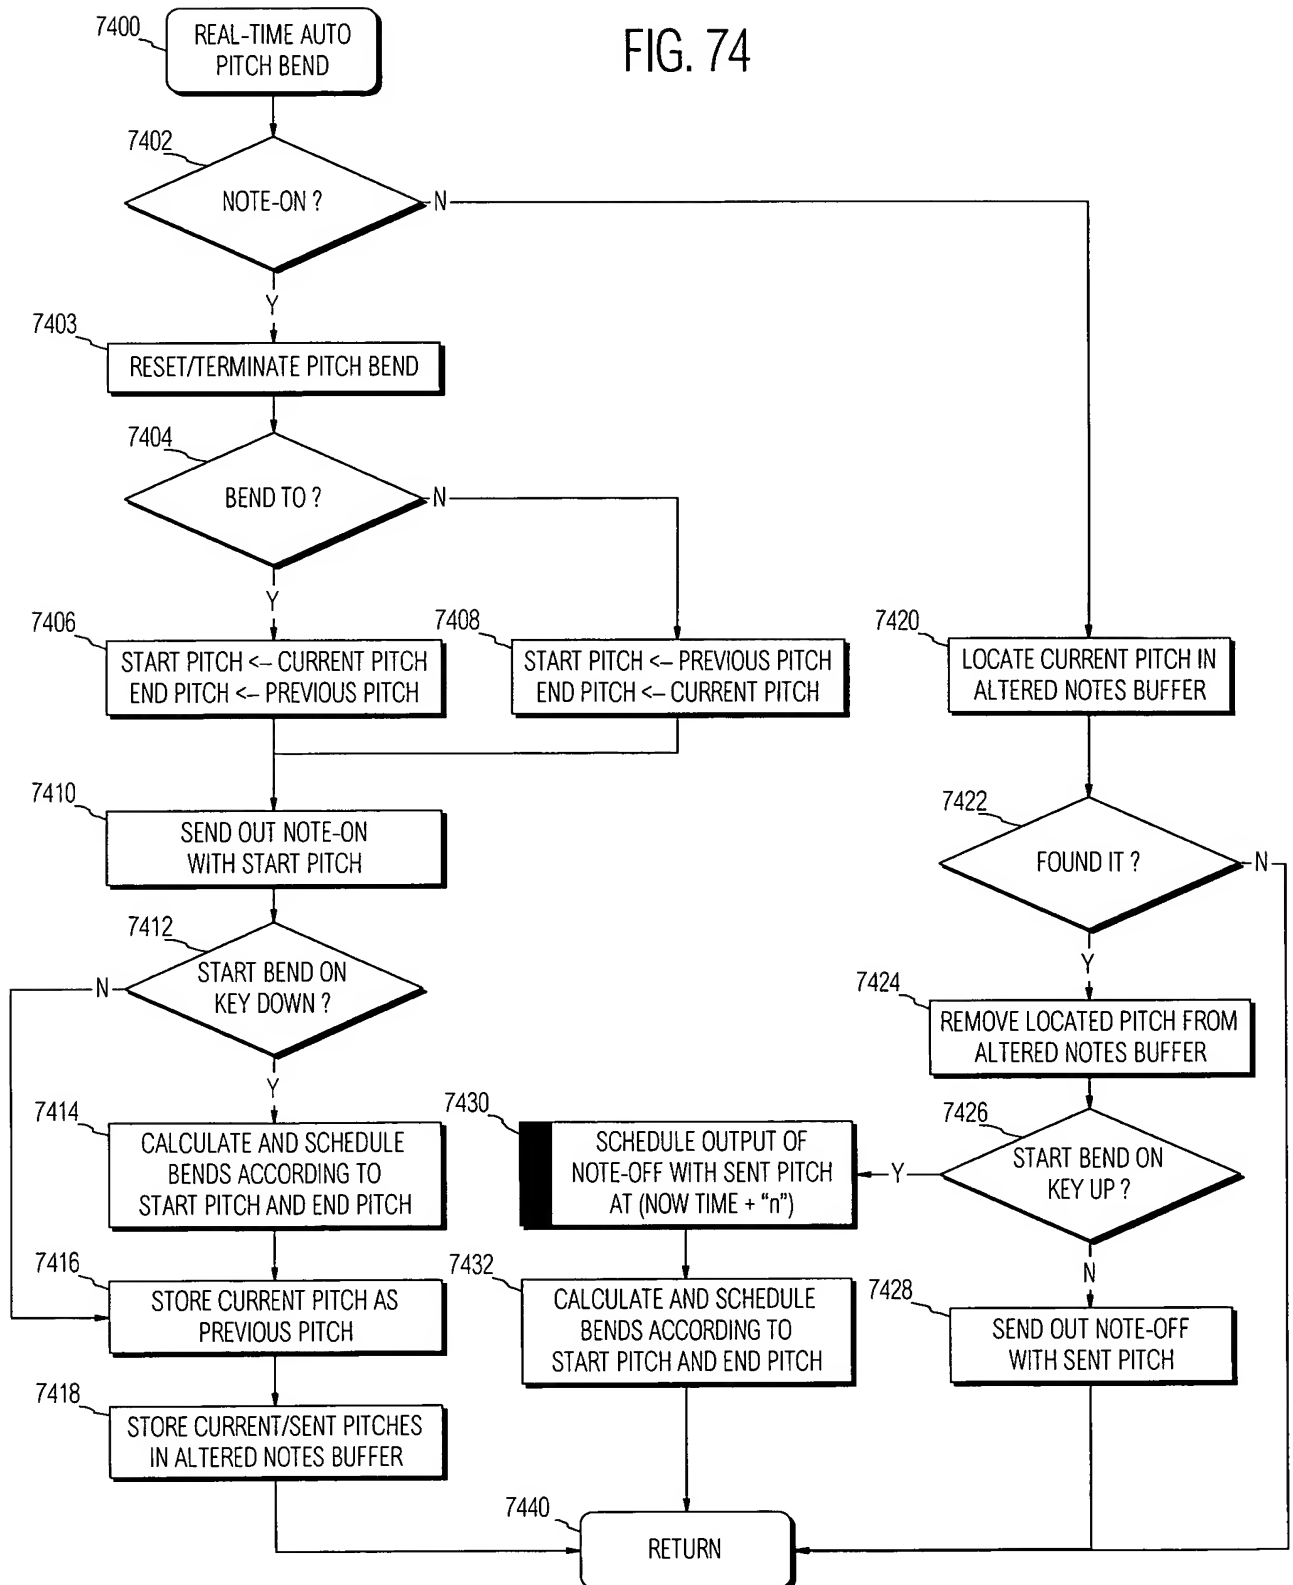 FIG. 74
7400
REAL-TIME AUTO
PITCH BEND
7402
NOTE-ON ?
N
Y
7403
RESET/TERMINATE PITCH BEND
7404
BEND TO ?
N
Y
7406
START PITCH <– CURRENT PITCH
END PITCH <– PREVIOUS PITCH
7408
START PITCH <– PREVIOUS PITCH
END PITCH <– CURRENT PITCH
7410
SEND OUT NOTE-ON
WITH START PITCH
7412
START BEND ON
KEY DOWN ?
N
Y
7414
CALCULATE AND SCHEDULE
BENDS ACCORDING TO
START PITCH AND END PITCH
7416
STORE CURRENT PITCH AS
PREVIOUS PITCH
7418
STORE CURRENT/SENT PITCHES
IN ALTERED NOTES BUFFER
7420
LOCATE CURRENT PITCH IN
ALTERED NOTES BUFFER
7422
FOUND IT ?
N
Y
7424
REMOVE LOCATED PITCH FROM
ALTERED NOTES BUFFER
7426
START BEND ON
KEY UP ?
Y
N
7428
SEND OUT NOTE-OFF
WITH SENT PITCH
7430
SCHEDULE OUTPUT OF
NOTE-OFF WITH SENT PITCH
AT (NOW TIME + “n”)
7432
CALCULATE AND SCHEDULE
BENDS ACCORDING TO
START PITCH AND END PITCH
7440
RETURN